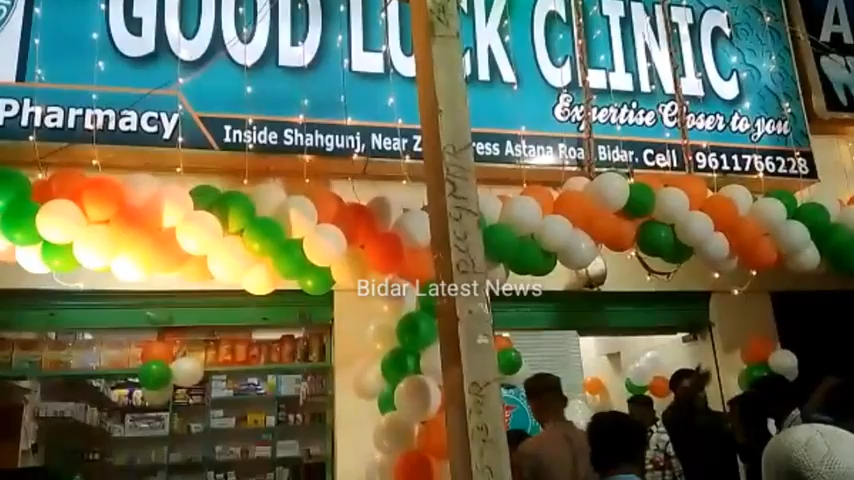 GOOD LUCK CLINIC
Expertise Closer to you
Pharmacy
Inside Shahgunj, Near Astana Road Bidar. Cell : 9611766228
Bidar Latest News